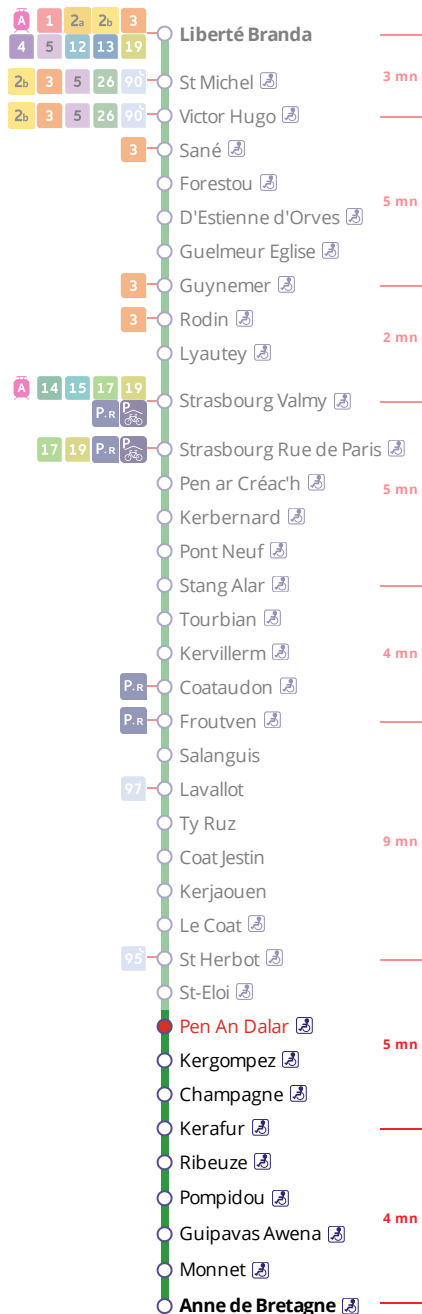 A 1 2a 2b 3
Liberté Branda
4 5 12 13 19
3 mn
2b 3 5 26 90 St Michel
2b 3 5 26 90 Victor Hugo
3 Sané
Forestou
5 mn
D'Estienne d'Orves
Guelmeur Eglise
3 Guynemer
3 Rodin
2 mn
Lyautey
A 14 15 17 19
Strasbourg Valmy
P+R P
17 19 P+R P Strasbourg Rue de Paris
Pen ar Créac'h
5 mn
Kerbernard
Pont Neuf
Stang Alar
Tourbian
Kervillerm
4 mn
P+R Coataudon
P+R Froutven
Salanguis
97 Lavallot
Ty Ruz
9 mn
Coat Jestin
Kerjaouen
Le Coat
95 St Herbot
St-Eloi
Pen An Dalar
5 mn
Kergompez
Champagne
Kerafur
Ribeuze
Pompidou
4 mn
Guipavas Awena
Monnet
Anne de Bretagne